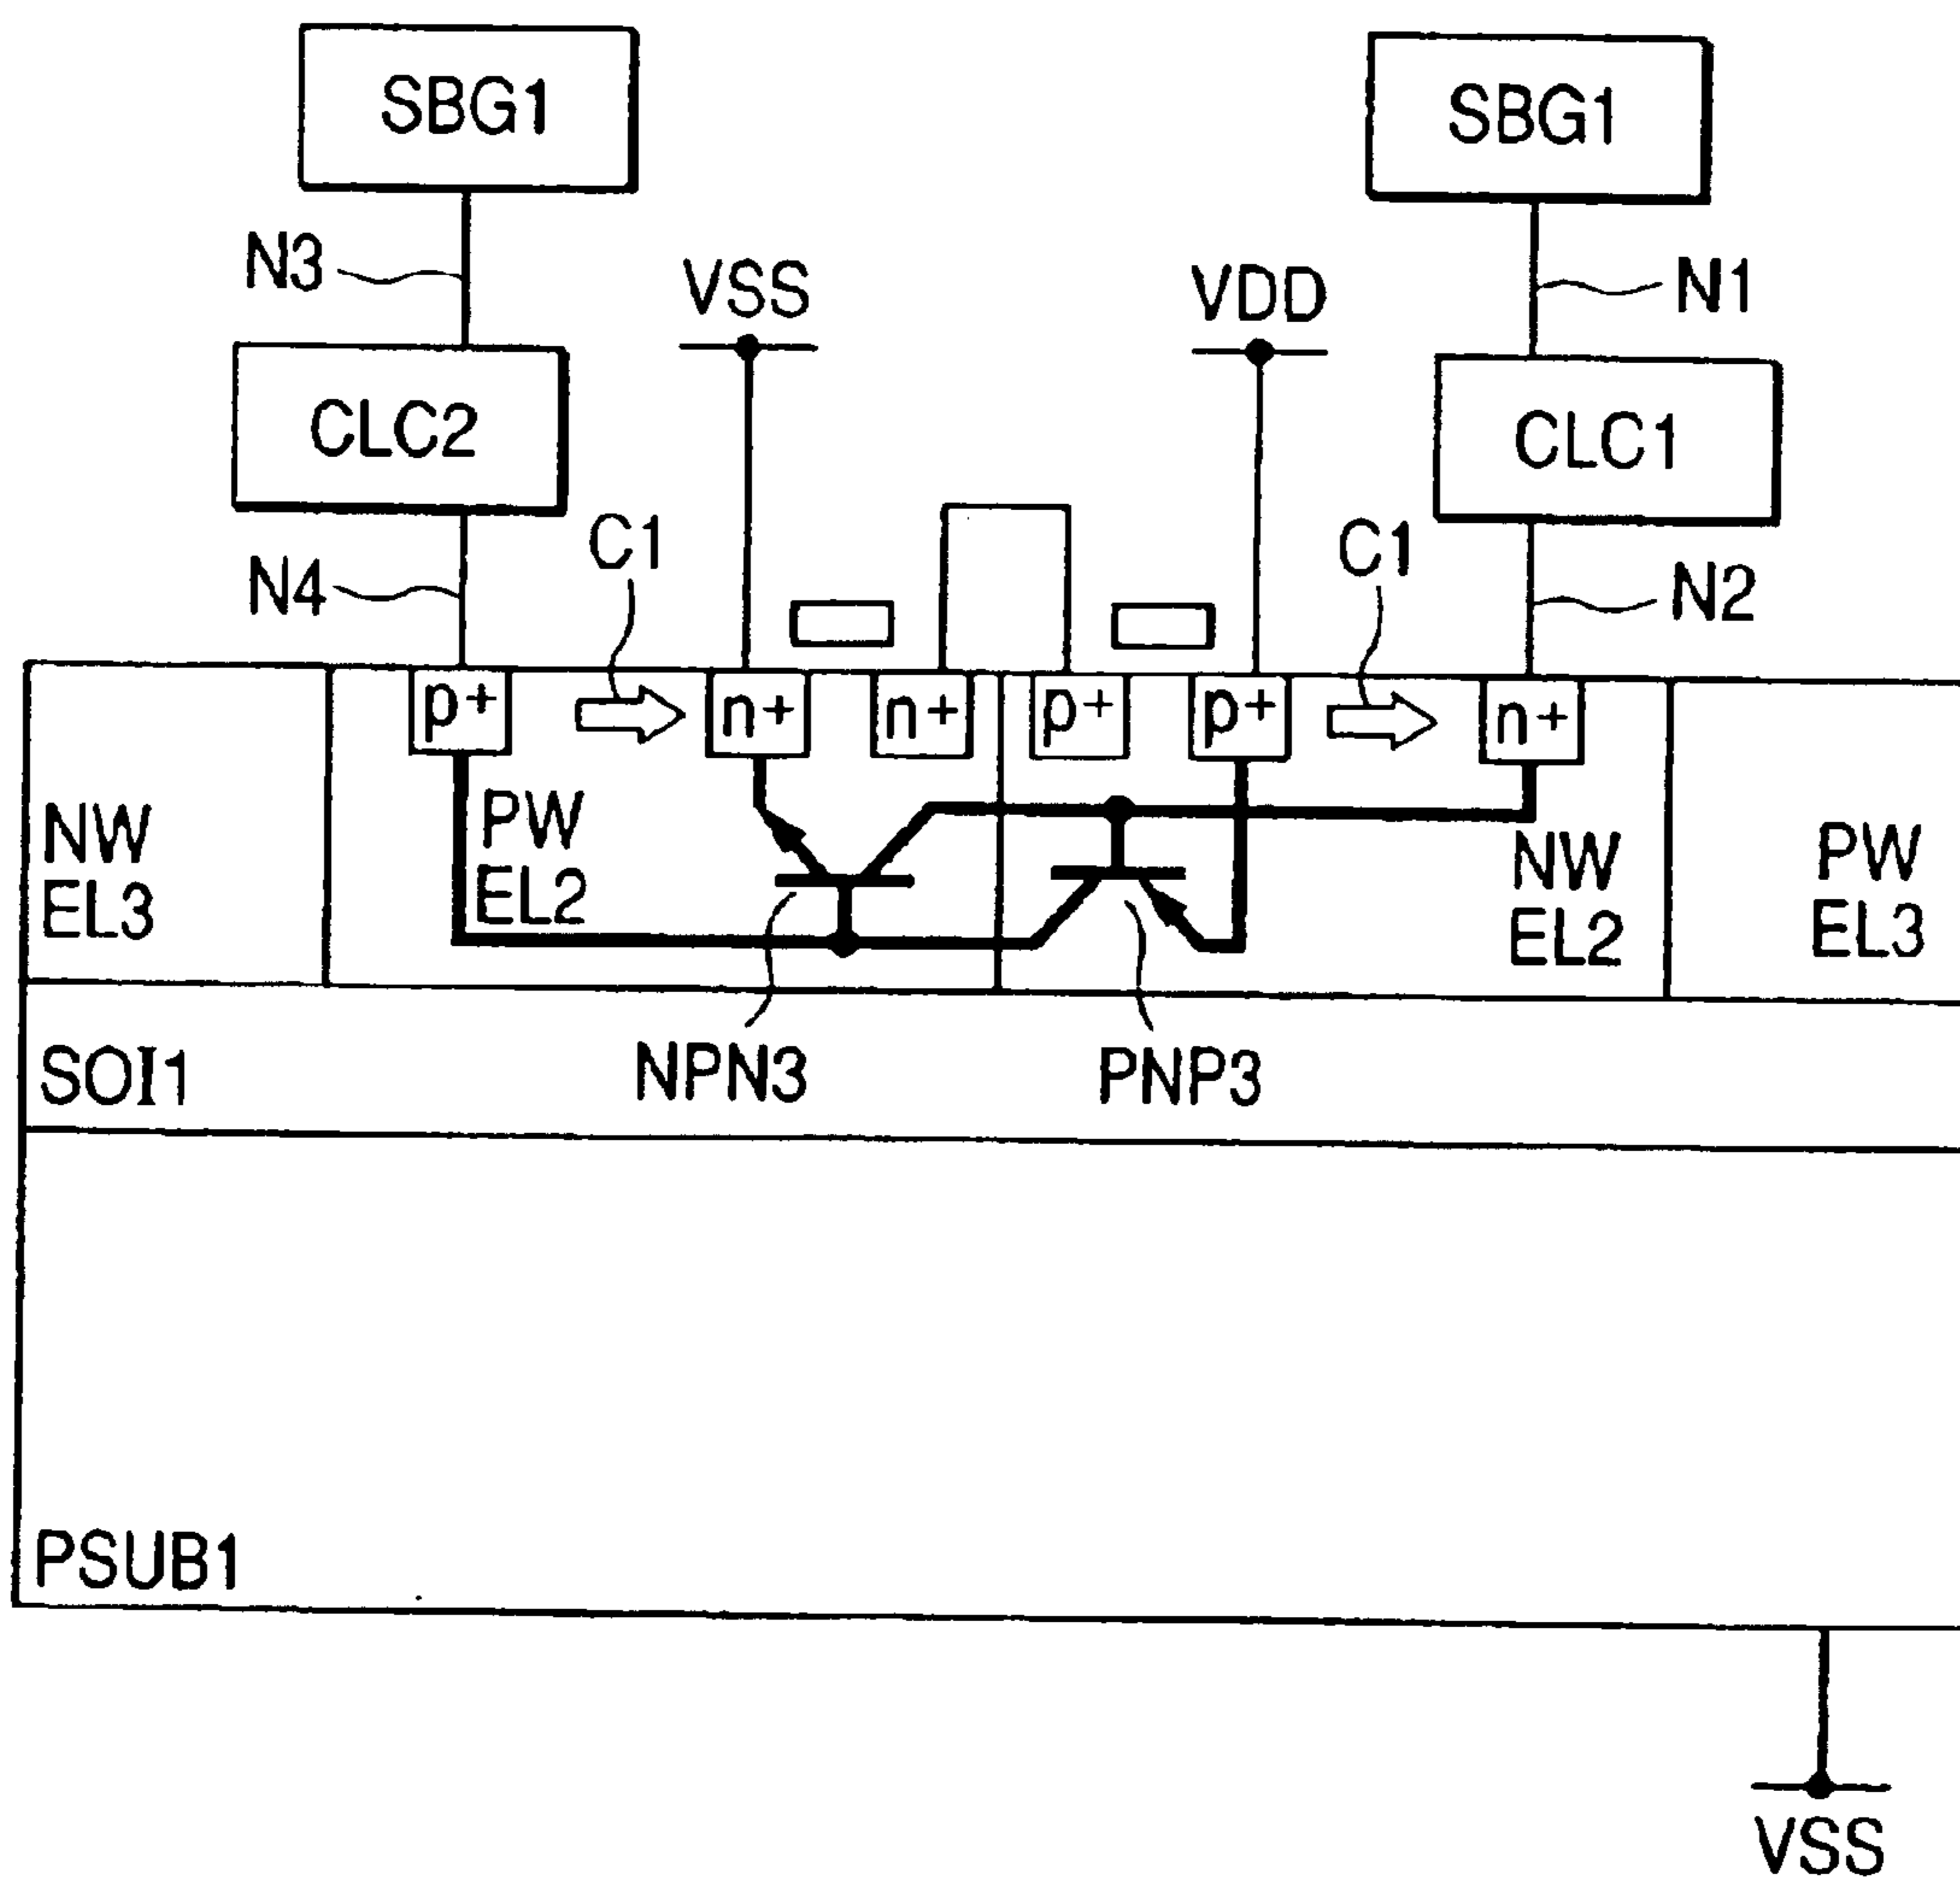 SBG1
SBG1
N3
VSS
VDD
N1
CLC2
CLC1
C1
C1
N4
N2
p+
n+
n+
p+
p+
n+
NW
EL3
PW
EL2
NW
EL2
PW
EL3
SOI1
NPN3
PNP3
PSUB1
VSS